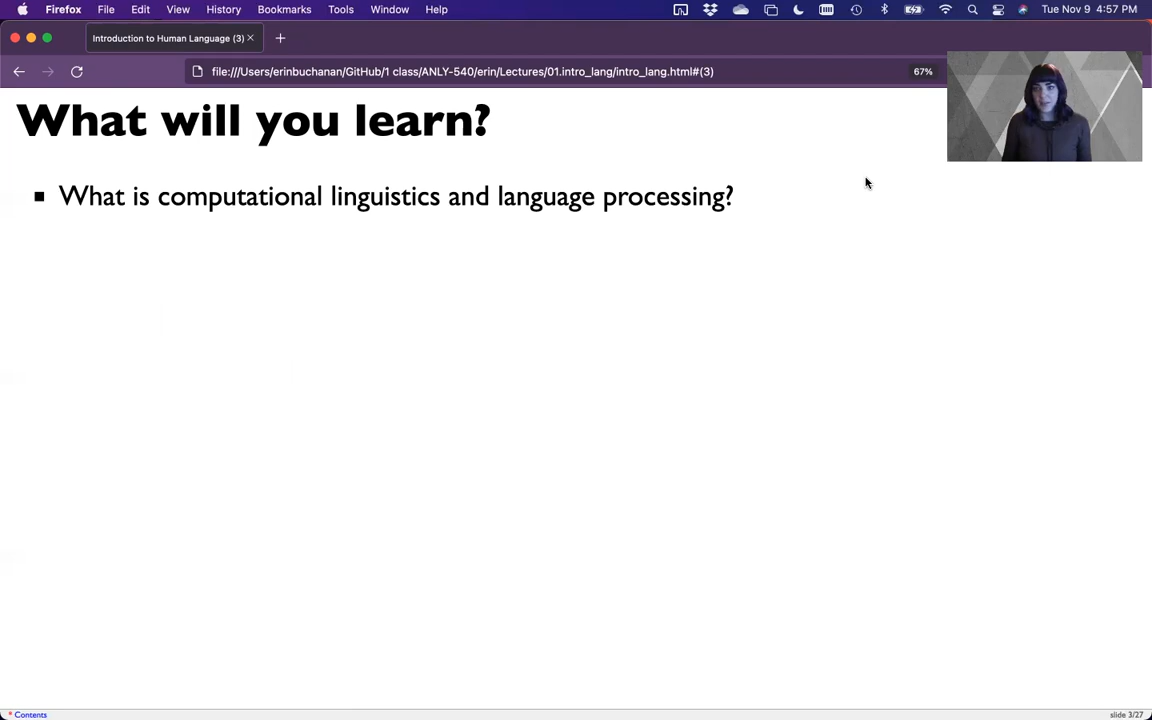 Firefox File Edit View History Bookmarks Tools Window Help Tue Nov 9 4:57 PM
Introduction to Human Language (3)
file:///Users/erinbuchanan/GitHub/1 class/ANLY-540/erin/Lectures/01.intro_lang/intro_lang.html#(3) 67%
What will you learn?
What is computational linguistics and language processing?
* Contents slide 3/27